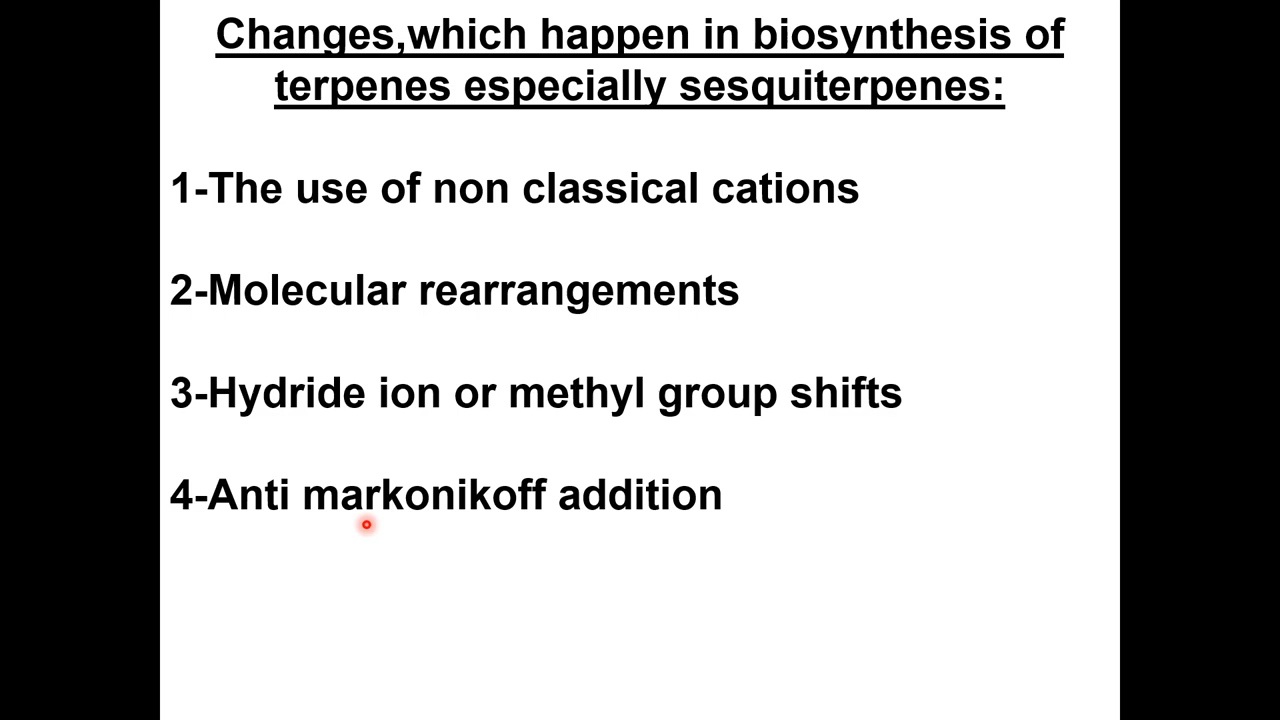 Changes,which happen in biosynthesis of
terpenes especially sesquiterpenes:
1-The use of non classical cations
2-Molecular rearrangements
3-Hydride ion or methyl group shifts
4-Anti markonikoff addition